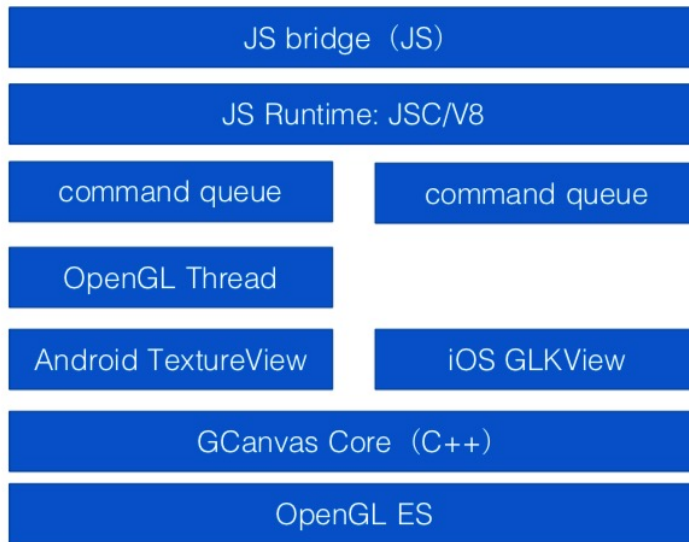 JS bridge（JS）
JS Runtime: JSC/V8
command queue
command queue
OpenGL Thread
Android TextureView
iOS GLKView
GCanvas Core（C++）
OpenGL ES